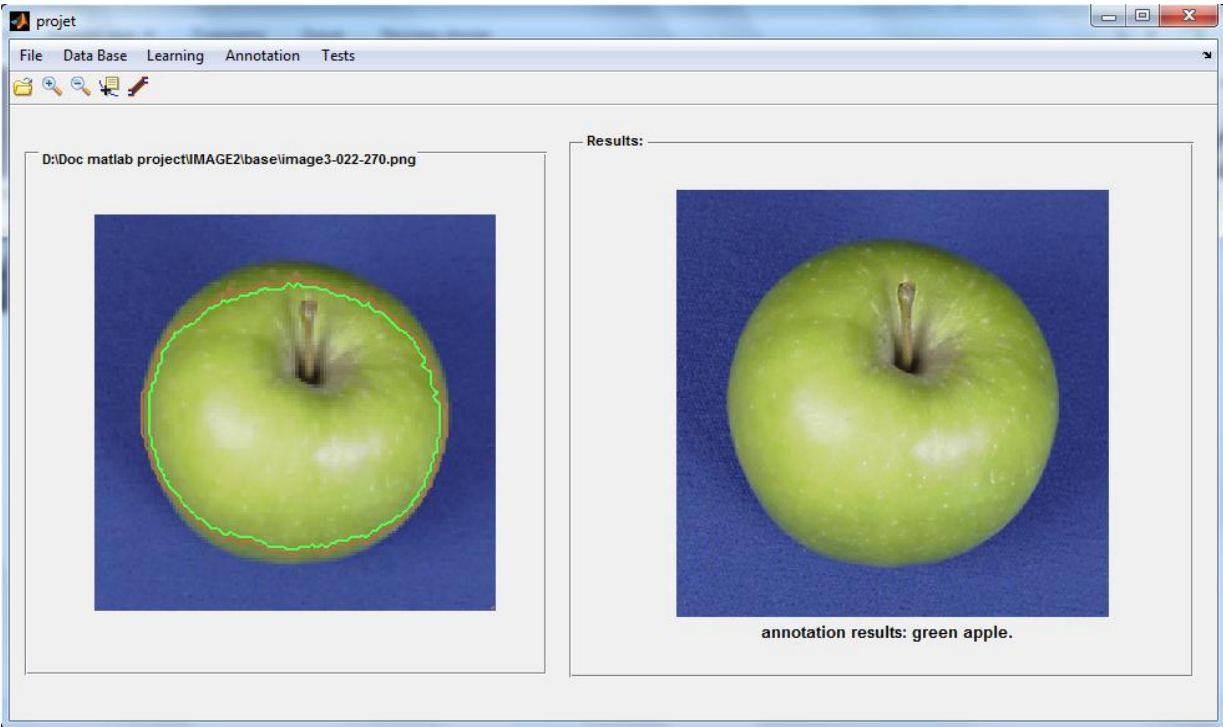 projet
File Data Base Learning Annotation Tests
D:\Doc matlab project\IMAGE2\base\image3-022-270.png
Results:
annotation results: green apple.